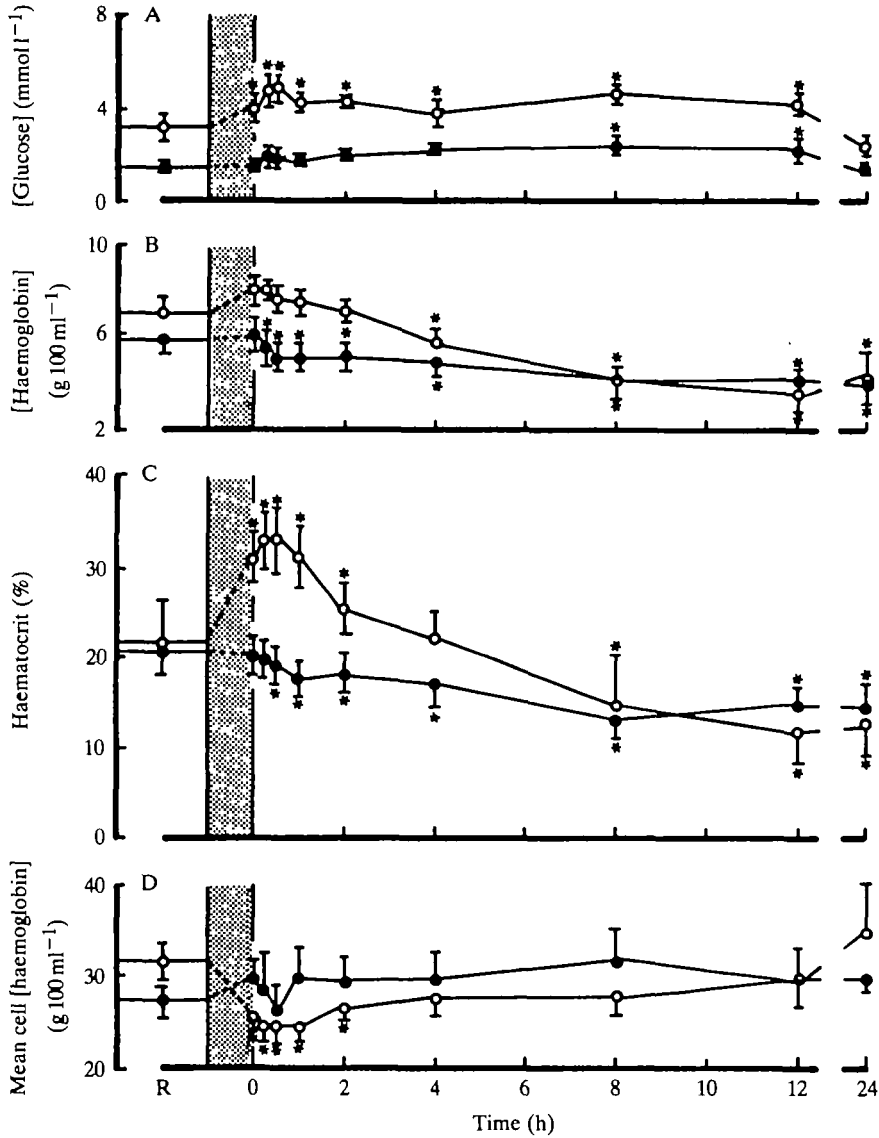 A
[Glucose] (mmol l⁻¹)
8
4
0
B
[Haemoglobin]
(g 100 ml⁻¹)
10
6
2
C
Haematocrit (%)
40
30
20
10
0
D
Mean cell [haemoglobin]
(g 100 ml⁻¹)
40
30
20
R 0 2 4 6 8 10 12 24
Time (h)